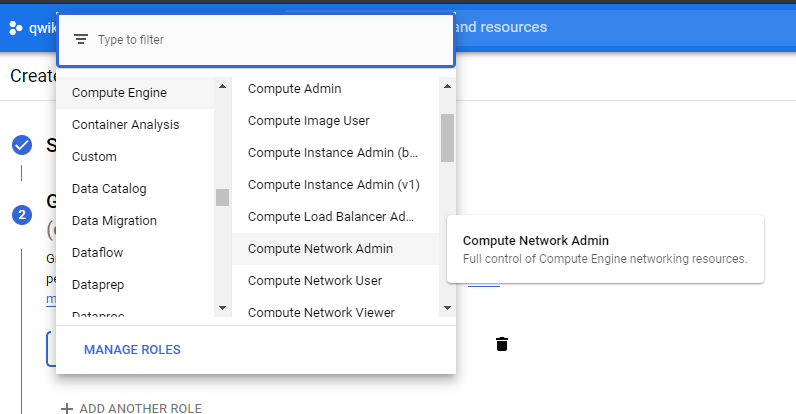 qwik
Type to filter
and resources
Create
Compute Engine
Container Analysis
Custom
Data Catalog
Data Migration
Dataflow
Dataprep
Dataproc
Compute Admin
Compute Image User
Compute Instance Admin (b...
Compute Instance Admin (v1)
Compute Load Balancer Ad...
Compute Network Admin
Compute Network User
Compute Network Viewer
Compute Network Admin
Full control of Compute Engine networking resources.
S
2
G
(
G
pe
m
MANAGE ROLES
ADD ANOTHER ROLE